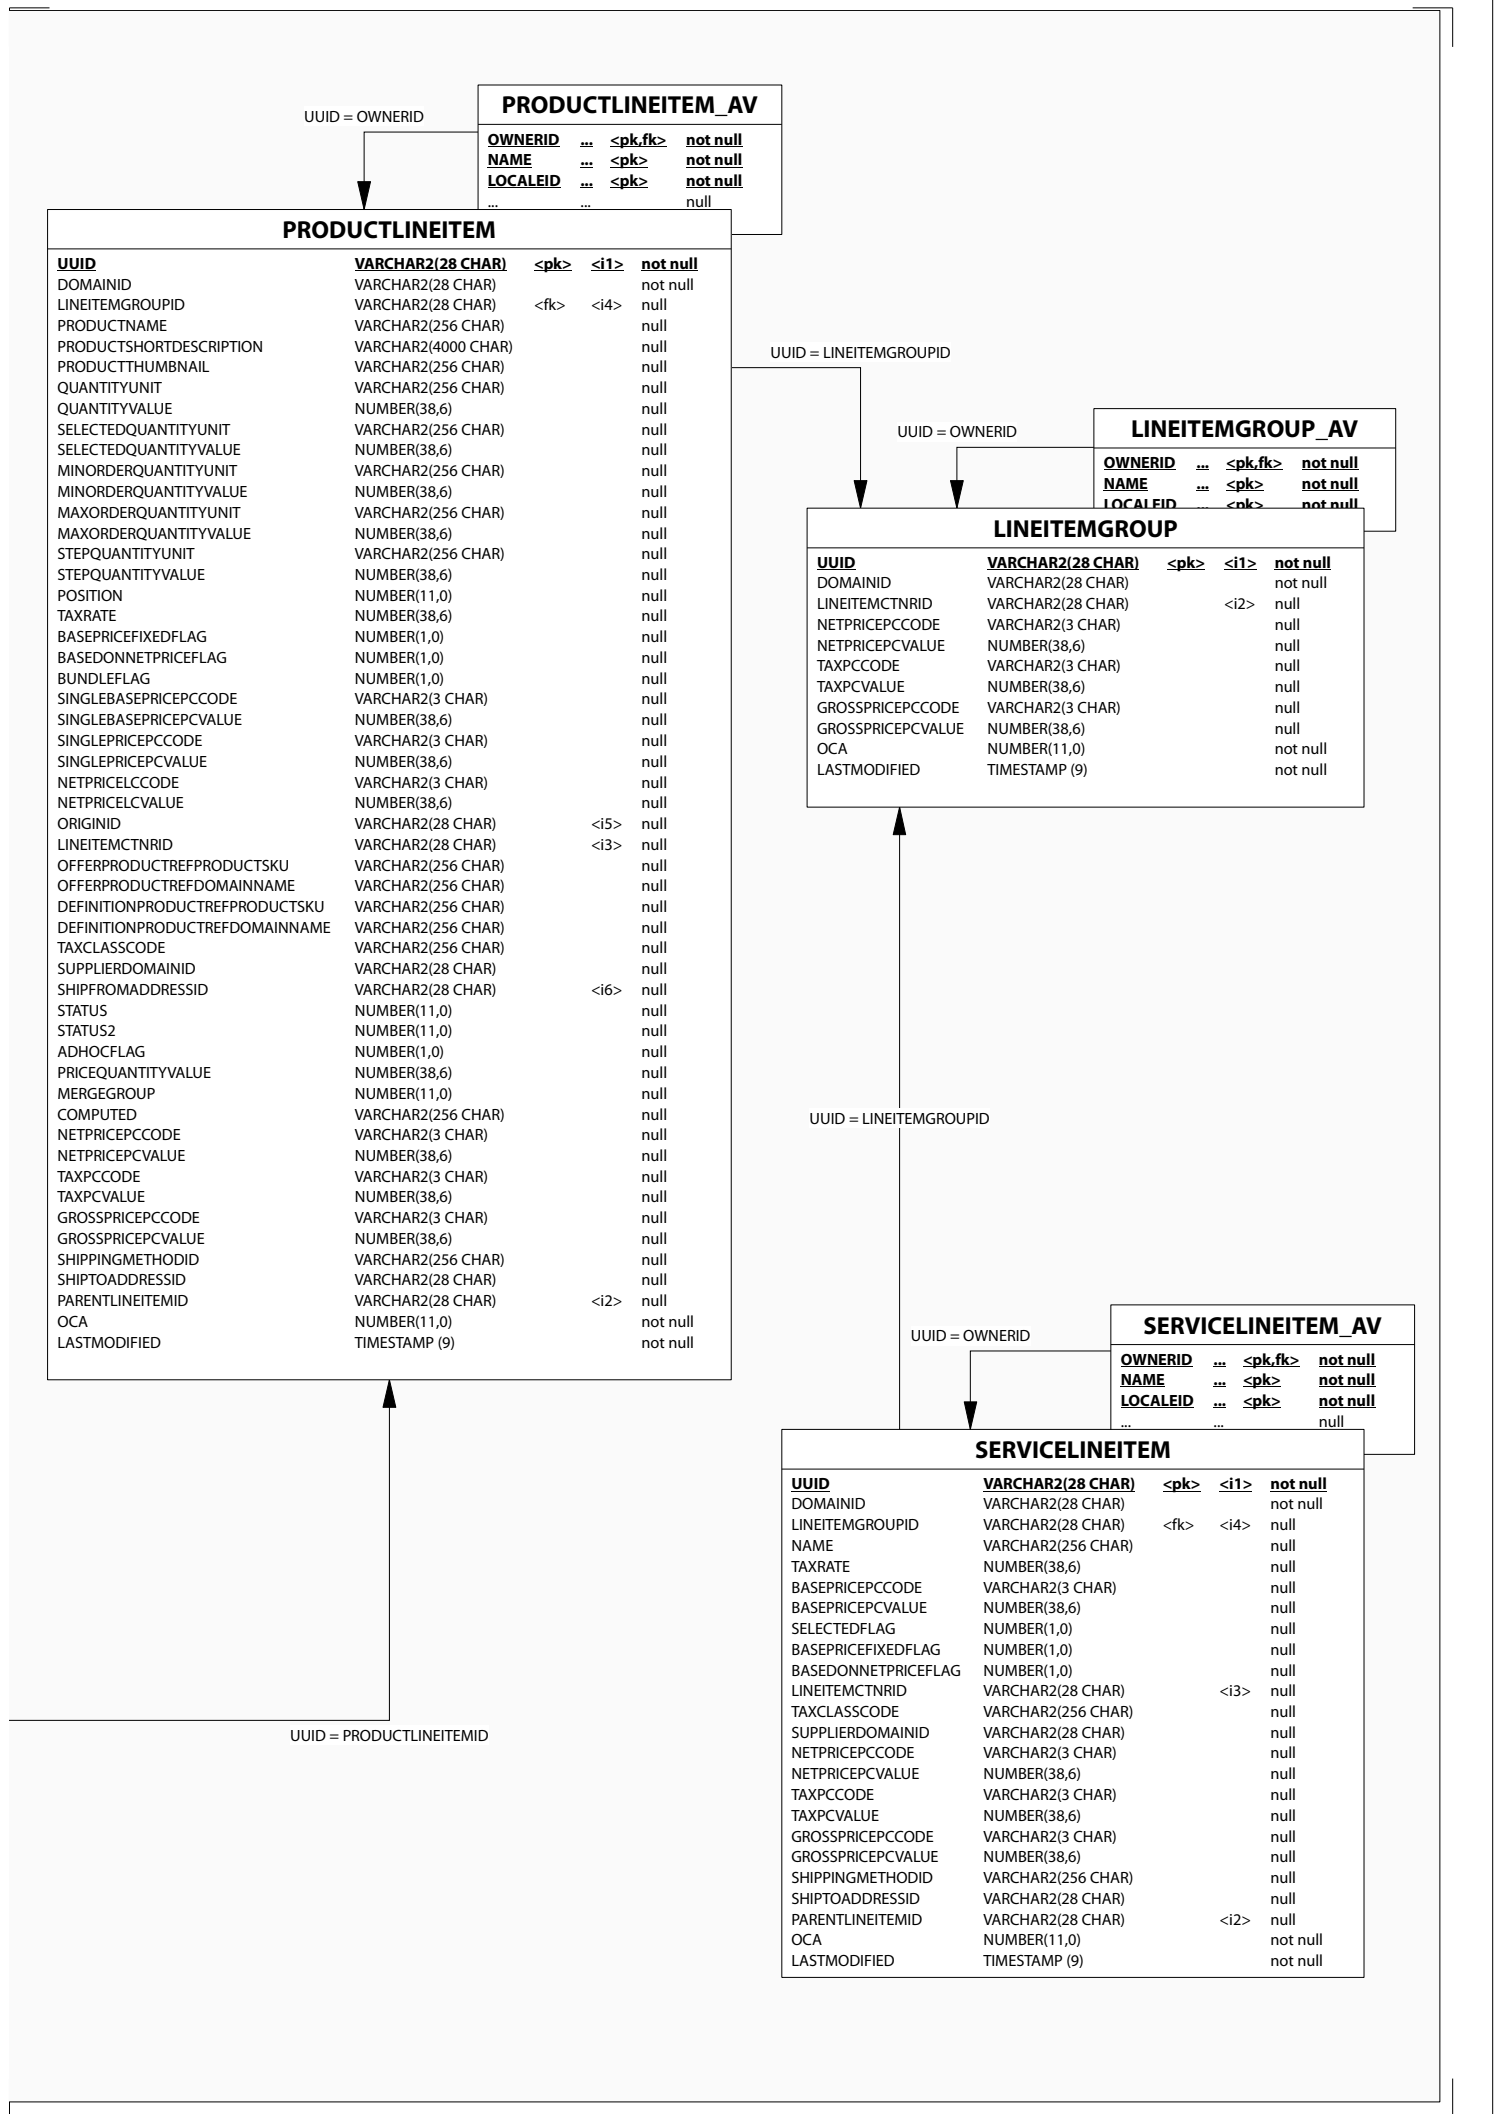 UUID = OWNERID
PRODUCTLINEITEM_AV
OWNERID ... <pk,fk> not null
NAME ... <pk> not null
LOCALEID ... <pk> not null
... ... null
PRODUCTLINEITEM
UUID VARCHAR2(28 CHAR) <pk> <i1> not null
DOMAINID VARCHAR2(28 CHAR) not null
LINEITEMGROUPID VARCHAR2(28 CHAR) <fk> <i4> null
PRODUCTNAME VARCHAR2(256 CHAR) null
PRODUCTSHORTDESCRIPTION VARCHAR2(4000 CHAR) null
PRODUCTTHUMBNAIL VARCHAR2(256 CHAR) null
QUANTITYUNIT VARCHAR2(256 CHAR) null
QUANTITYVALUE NUMBER(38,6) null
SELECTEDQUANTITYUNIT VARCHAR2(256 CHAR) null
SELECTEDQUANTITYVALUE NUMBER(38,6) null
MINORDERQUANTITYUNIT VARCHAR2(256 CHAR) null
MINORDERQUANTITYVALUE NUMBER(38,6) null
MAXORDERQUANTITYUNIT VARCHAR2(256 CHAR) null
MAXORDERQUANTITYVALUE NUMBER(38,6) null
STEPQUANTITYUNIT VARCHAR2(256 CHAR) null
STEPQUANTITYVALUE NUMBER(38,6) null
POSITION NUMBER(11,0) null
TAXRATE NUMBER(38,6) null
BASEPRICEFIXEDFLAG NUMBER(1,0) null
BASEDONNETPRICEFLAG NUMBER(1,0) null
BUNDLEFLAG NUMBER(1,0) null
SINGLEBASEPRICEPCCODE VARCHAR2(3 CHAR) null
SINGLEBASEPRICEPCVALUE NUMBER(38,6) null
SINGLEPRICEPCCODE VARCHAR2(3 CHAR) null
SINGLEPRICEPCVALUE NUMBER(38,6) null
NETPRICELCCODE VARCHAR2(3 CHAR) null
NETPRICELCVALUE NUMBER(38,6) null
ORIGINID VARCHAR2(28 CHAR) <i5> null
LINEITEMCTNRID VARCHAR2(28 CHAR) <i3> null
OFFERPRODUCTREFPRODUCTSKU VARCHAR2(256 CHAR) null
OFFERPRODUCTREFDOMAINNAME VARCHAR2(256 CHAR) null
DEFINITIONPRODUCTREFPRODUCTSKU VARCHAR2(256 CHAR) null
DEFINITIONPRODUCTREFDOMAINNAME VARCHAR2(256 CHAR) null
TAXCLASSCODE VARCHAR2(256 CHAR) null
SUPPLIERDOMAINID VARCHAR2(28 CHAR) null
SHIPFROMADDRESSID VARCHAR2(28 CHAR) <i6> null
STATUS NUMBER(11,0) null
STATUS2 NUMBER(11,0) null
ADHOCFLAG NUMBER(1,0) null
PRICEQUANTITYVALUE NUMBER(38,6) null
MERGEGROUP NUMBER(11,0) null
COMPUTED VARCHAR2(256 CHAR) null
NETPRICEPCCODE VARCHAR2(3 CHAR) null
NETPRICEPCVALUE NUMBER(38,6) null
TAXPCCODE VARCHAR2(3 CHAR) null
TAXPCVALUE NUMBER(38,6) null
GROSSPRICEPCCODE VARCHAR2(3 CHAR) null
GROSSPRICEPCVALUE NUMBER(38,6) null
SHIPPINGMETHODID VARCHAR2(256 CHAR) null
SHIPTOADDRESSID VARCHAR2(28 CHAR) null
PARENTLINEITEMID VARCHAR2(28 CHAR) <i2> null
OCA NUMBER(11,0) not null
LASTMODIFIED TIMESTAMP (9) not null
UUID = LINEITEMGROUPID
UUID = OWNERID
LINEITEMGROUP_AV
OWNERID ... <pk,fk> not null
NAME ... <pk> not null
LOCALEID ... <pk> not null
LINEITEMGROUP
UUID VARCHAR2(28 CHAR) <pk> <i1> not null
DOMAINID VARCHAR2(28 CHAR) not null
LINEITEMCTNRID VARCHAR2(28 CHAR) <i2> null
NETPRICEPCCODE VARCHAR2(3 CHAR) null
NETPRICEPCVALUE NUMBER(38,6) null
TAXPCCODE VARCHAR2(3 CHAR) null
TAXPCVALUE NUMBER(38,6) null
GROSSPRICEPCCODE VARCHAR2(3 CHAR) null
GROSSPRICEPCVALUE NUMBER(38,6) null
OCA NUMBER(11,0) not null
LASTMODIFIED TIMESTAMP (9) not null
UUID = LINEITEMGROUPID
UUID = OWNERID
SERVICELINEITEM_AV
OWNERID ... <pk,fk> not null
NAME ... <pk> not null
LOCALEID ... <pk> not null
... ... null
SERVICELINEITEM
UUID VARCHAR2(28 CHAR) <pk> <i1> not null
DOMAINID VARCHAR2(28 CHAR) not null
LINEITEMGROUPID VARCHAR2(28 CHAR) <fk> <i4> null
NAME VARCHAR2(256 CHAR) null
TAXRATE NUMBER(38,6) null
BASEPRICEPCCODE VARCHAR2(3 CHAR) null
BASEPRICEPCVALUE NUMBER(38,6) null
SELECTEDFLAG NUMBER(1,0) null
BASEPRICEFIXEDFLAG NUMBER(1,0) null
BASEDONNETPRICEFLAG NUMBER(1,0) null
LINEITEMCTNRID VARCHAR2(28 CHAR) <i3> null
TAXCLASSCODE VARCHAR2(256 CHAR) null
SUPPLIERDOMAINID VARCHAR2(28 CHAR) null
NETPRICEPCCODE VARCHAR2(3 CHAR) null
NETPRICEPCVALUE NUMBER(38,6) null
TAXPCCODE VARCHAR2(3 CHAR) null
TAXPCVALUE NUMBER(38,6) null
GROSSPRICEPCCODE VARCHAR2(3 CHAR) null
GROSSPRICEPCVALUE NUMBER(38,6) null
SHIPPINGMETHODID VARCHAR2(256 CHAR) null
SHIPTOADDRESSID VARCHAR2(28 CHAR) null
PARENTLINEITEMID VARCHAR2(28 CHAR) <i2> null
OCA NUMBER(11,0) not null
LASTMODIFIED TIMESTAMP (9) not null
UUID = PRODUCTLINEITEMID